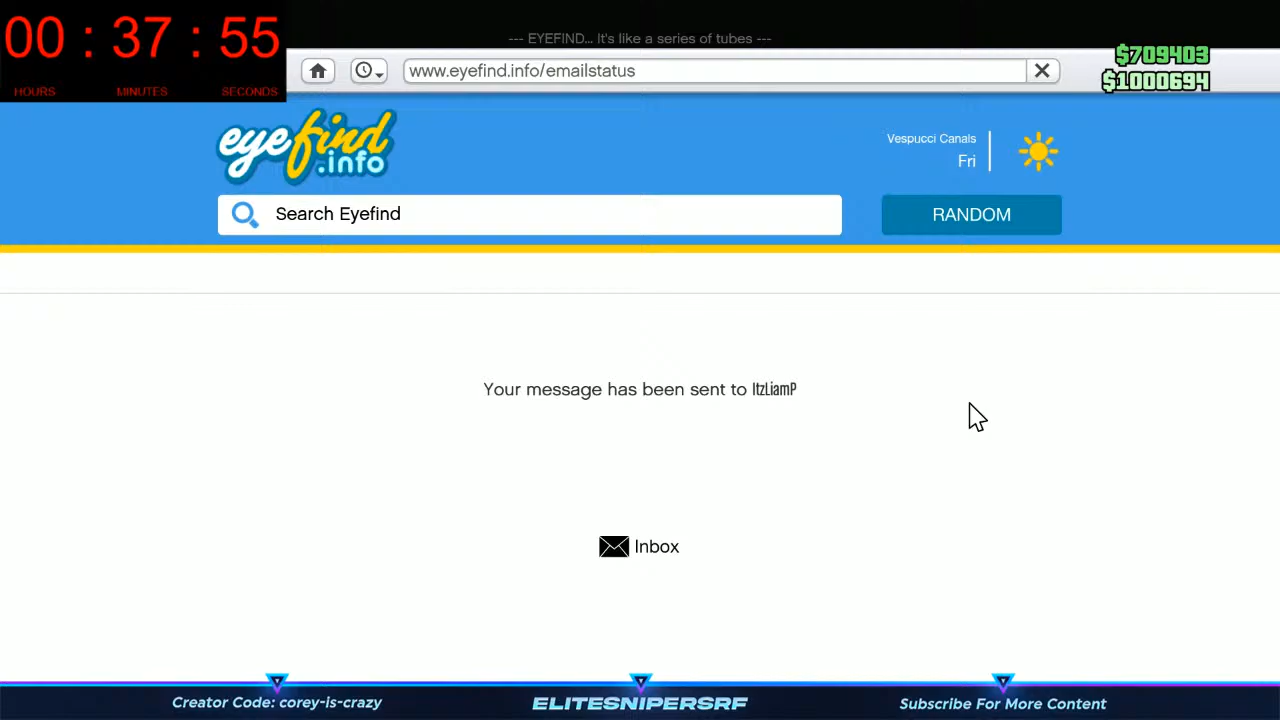 00 : 37 : 55
HOURS MINUTES SECONDS
--- EYEFIND... It's like a series of tubes ---
www.eyefind.info/emailstatus
$709403
$1000694
eyefind
.info
Vespucci Canals
Fri
Search Eyefind
RANDOM
Your message has been sent to ItzLiamP
Inbox
Creator Code: corey-is-crazy
ELITESNIPERSRF
Subscribe For More Content